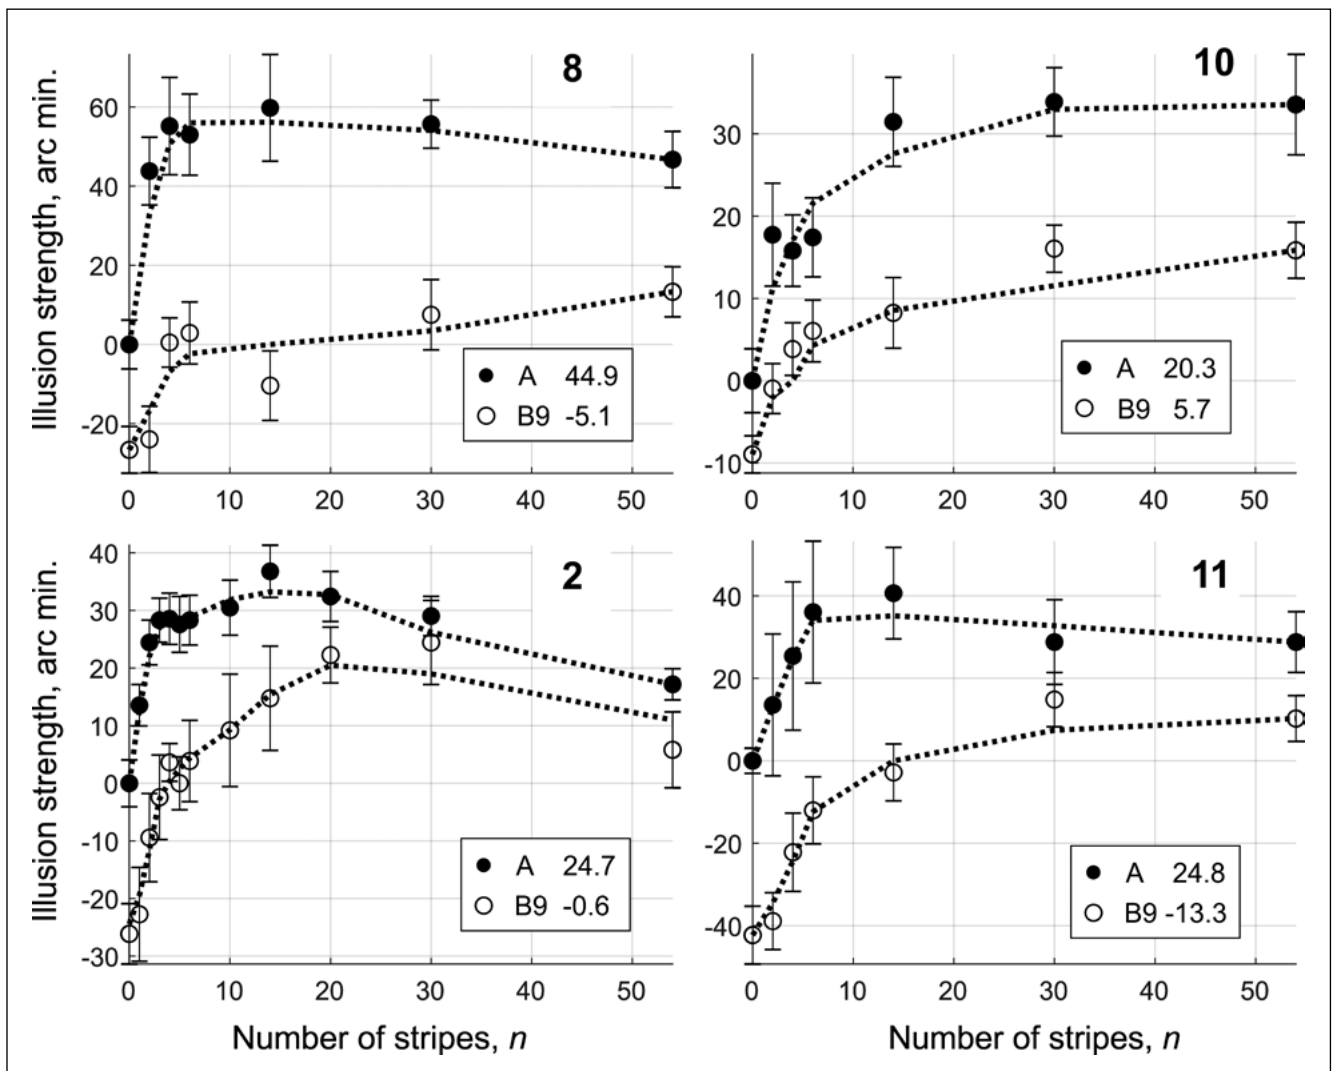 8
Illusion strength, arc min.
60
40
20
0
-20
A 44.9
B9 -5.1
0 10 20 30 40 50
10
30
20
10
0
-10
A 20.3
B9 5.7
0 10 20 30 40 50
2
Illusion strength, arc min.
40
30
20
10
0
-10
-20
-30
A 24.7
B9 -0.6
0 10 20 30 40 50
Number of stripes, n
11
40
20
0
-20
-40
A 24.8
B9 -13.3
0 10 20 30 40 50
Number of stripes, n